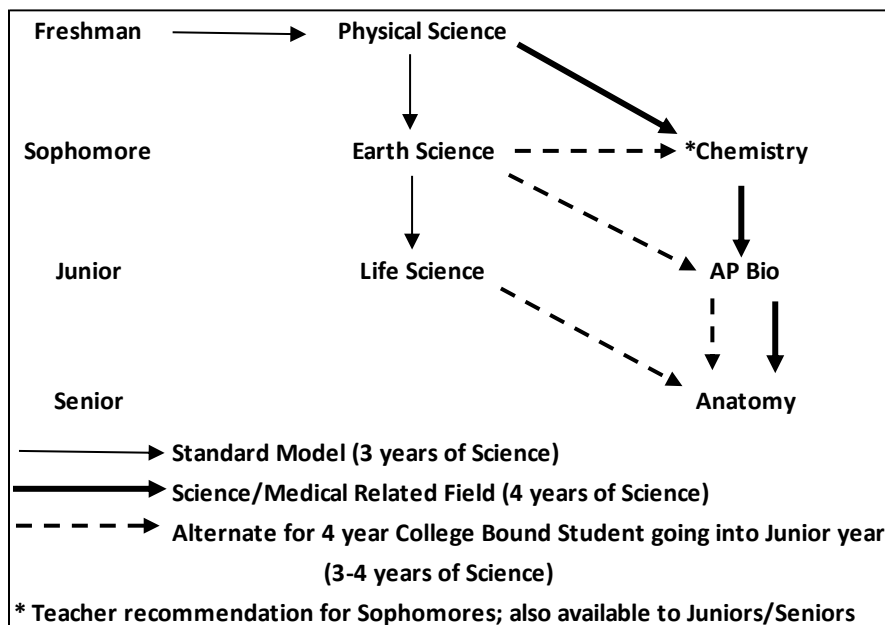 Freshman Physical Science
Sophomore Earth Science *Chemistry
Junior Life Science AP Bio
Senior Anatomy
Standard Model (3 years of Science)
Science/Medical Related Field (4 years of Science)
Alternate for 4 year College Bound Student going into Junior year
(3-4 years of Science)
* Teacher recommendation for Sophomores; also available to Juniors/Seniors